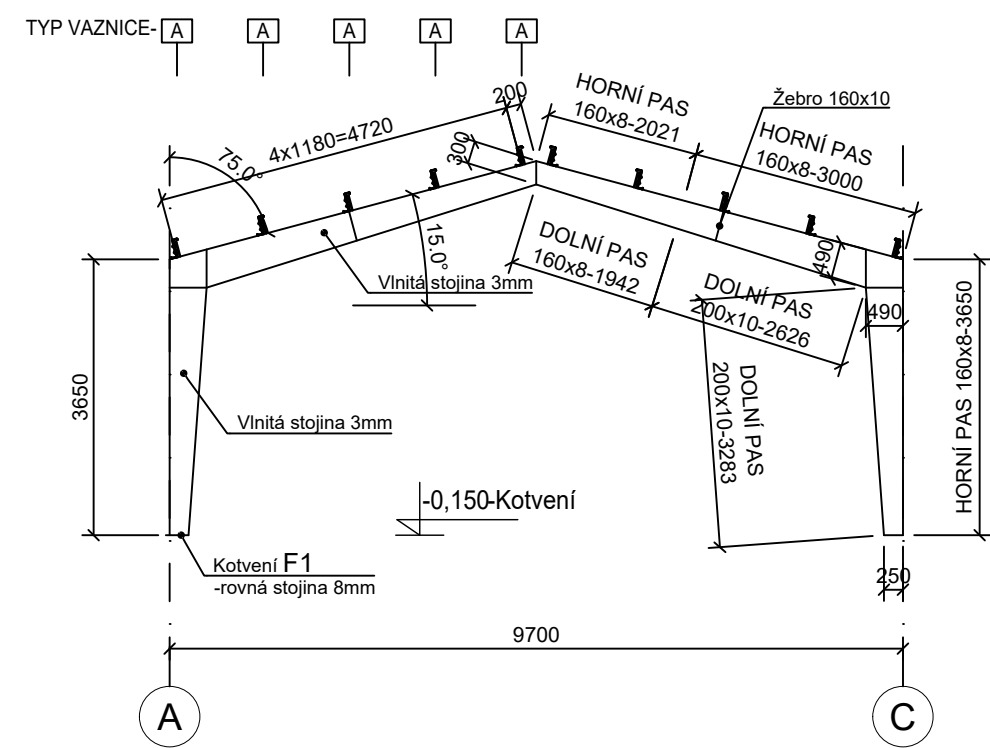 TYP VAZNICE-
A A A A A
200
HORNÍ PAS
160x8-2021
Žebro 160x10
4x1180=4720
300
HORNÍ PAS
160x8-3000
75.0°
15.0°
DOLNÍ PAS
160x8-1942
490
Vlnitá stojina 3mm
DOLNÍ PAS
200x10-2626
490
3650
Vlnitá stojina 3mm
DOLNÍ PAS
200x10-3283
HORNÍ PAS 160x8-3650
-0,150-Kotvení
Kotvení F1
-rovná stojina 8mm
250
9700
A
C